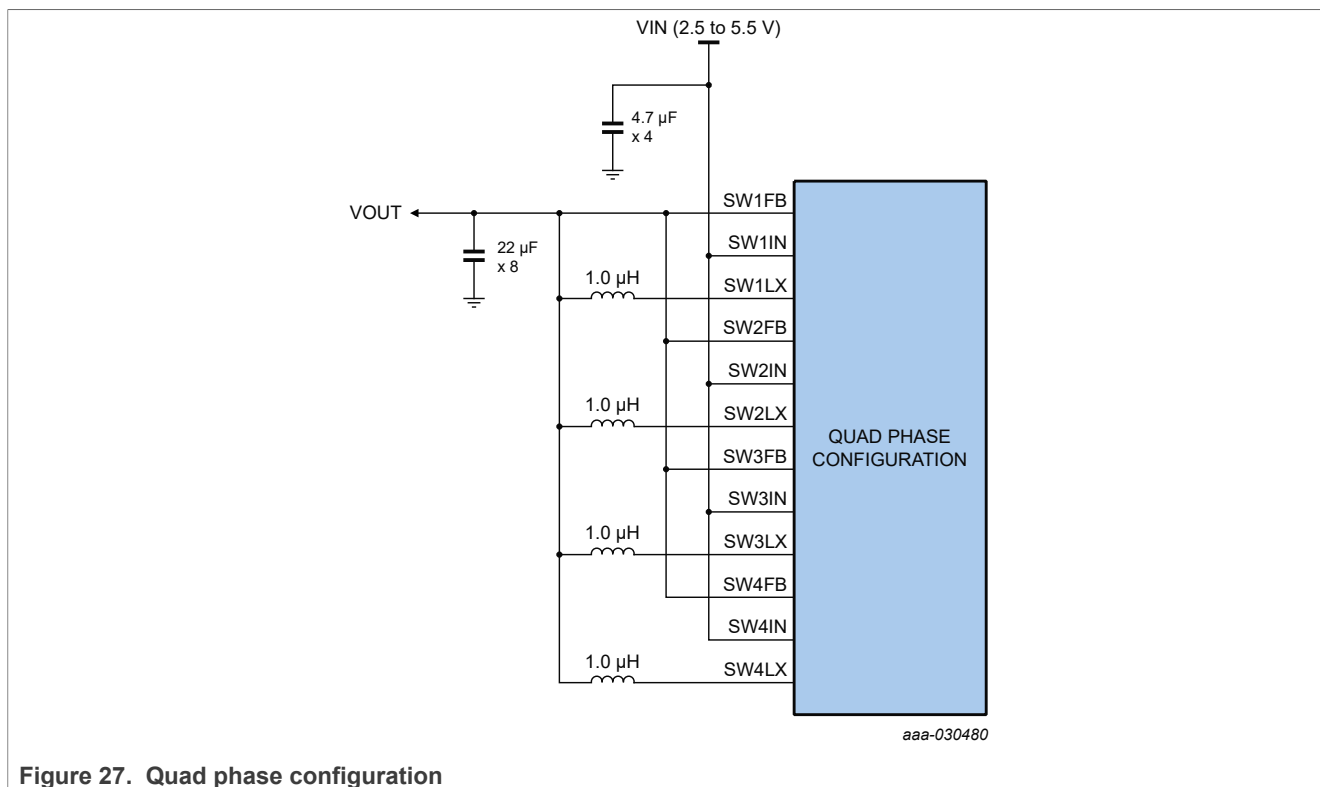 VIN (2.5 to 5.5 V)
4.7 µF
x 4
SW1FB
VOUT
SW1IN
22 µF
x 8
1.0 µH
SW1LX
SW2FB
SW2IN
1.0 µH
SW2LX
QUAD PHASE
CONFIGURATION
SW3FB
SW3IN
1.0 µH
SW3LX
SW4FB
SW4IN
1.0 µH
SW4LX
aaa-030480
Figure 27. Quad phase configuration